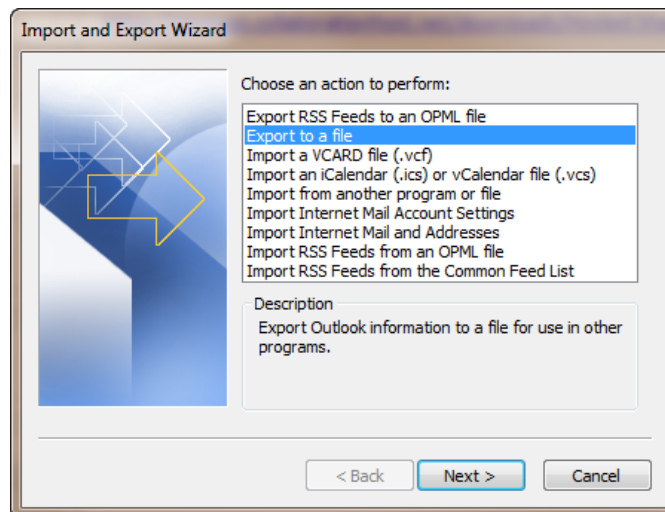 Import and Export Wizard
Choose an action to perform:
Export RSS Feeds to an OPML file
Export to a file
Import a VCARD file (.vcf)
Import an iCalendar (.ics) or vCalendar file (.vcs)
Import from another program or file
Import Internet Mail Account Settings
Import Internet Mail and Addresses
Import RSS Feeds from an OPML file
Import RSS Feeds from the Common Feed List
Description
Export Outlook information to a file for use in other
programs.
< Back Next > Cancel